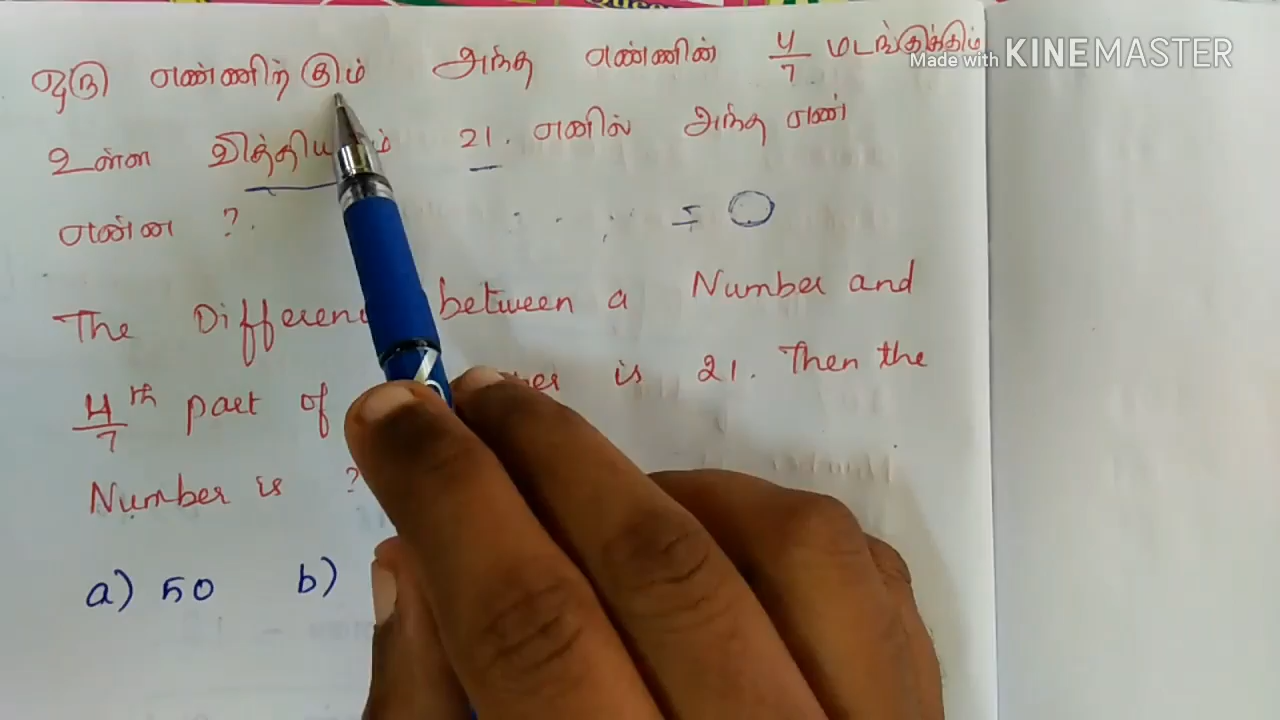 ஒரு எண்ணிற்கும் அந்த எண்ணின் 4/7 மடங்குக்கும்
உள்ள 21. எனில் அந்த எண்
என்ன ?
= 
The between a Number and
4/7 th part of is 21. Then the
Number is ?
a) 50 b)
Made with KINEMASTER